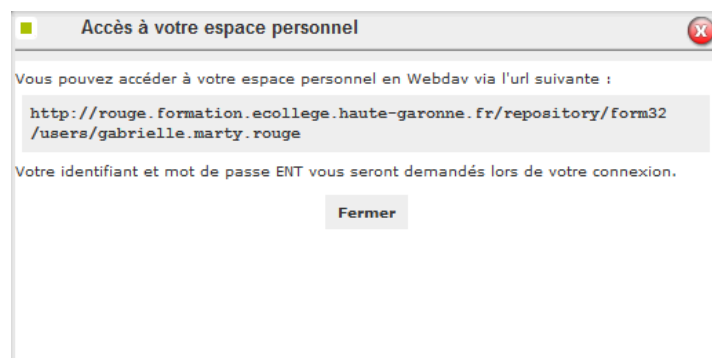 Accès à votre espace personnel
Vous pouvez accéder à votre espace personnel en Webdav via l'url suivante :
http://rouge.formation.ecollege.haute-garonne.fr/repository/form32
/users/gabrielle.marty.rouge
Votre identifiant et mot de passe ENT vous seront demandés lors de votre connexion.
Fermer